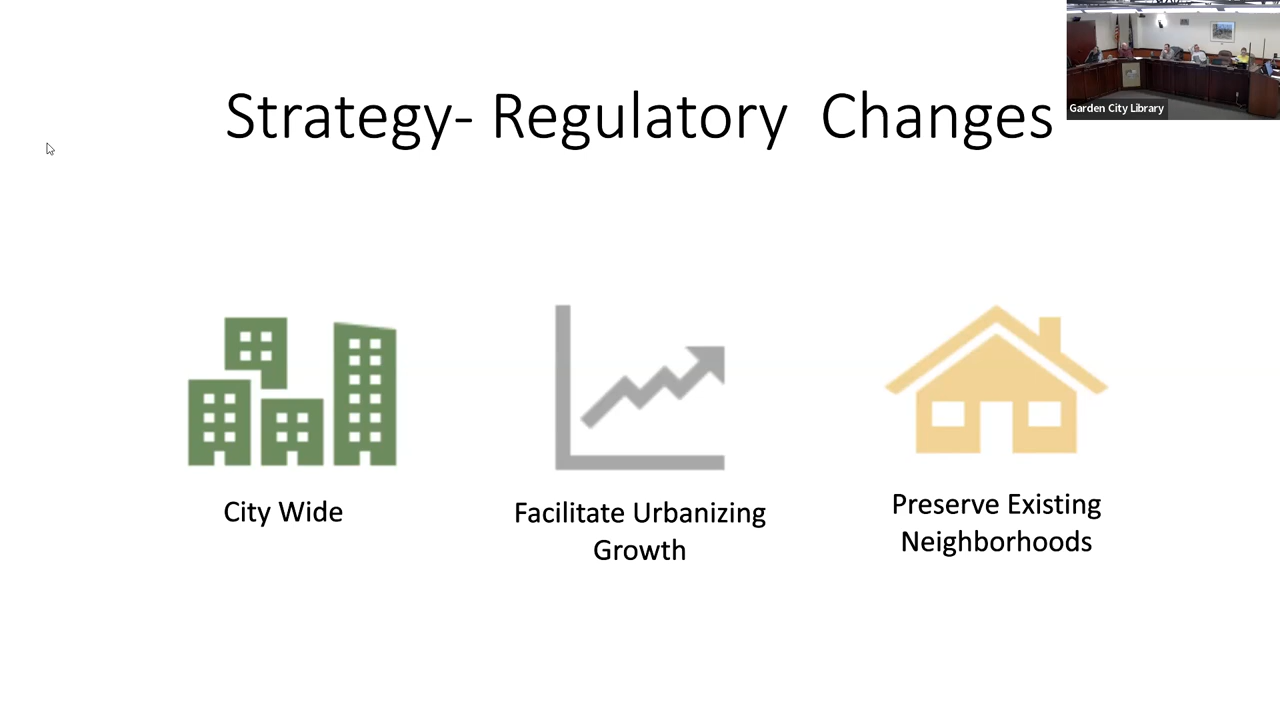 Garden City Library
Strategy- Regulatory  Changes
City Wide
Facilitate Urbanizing
Growth
Preserve Existing
Neighborhoods